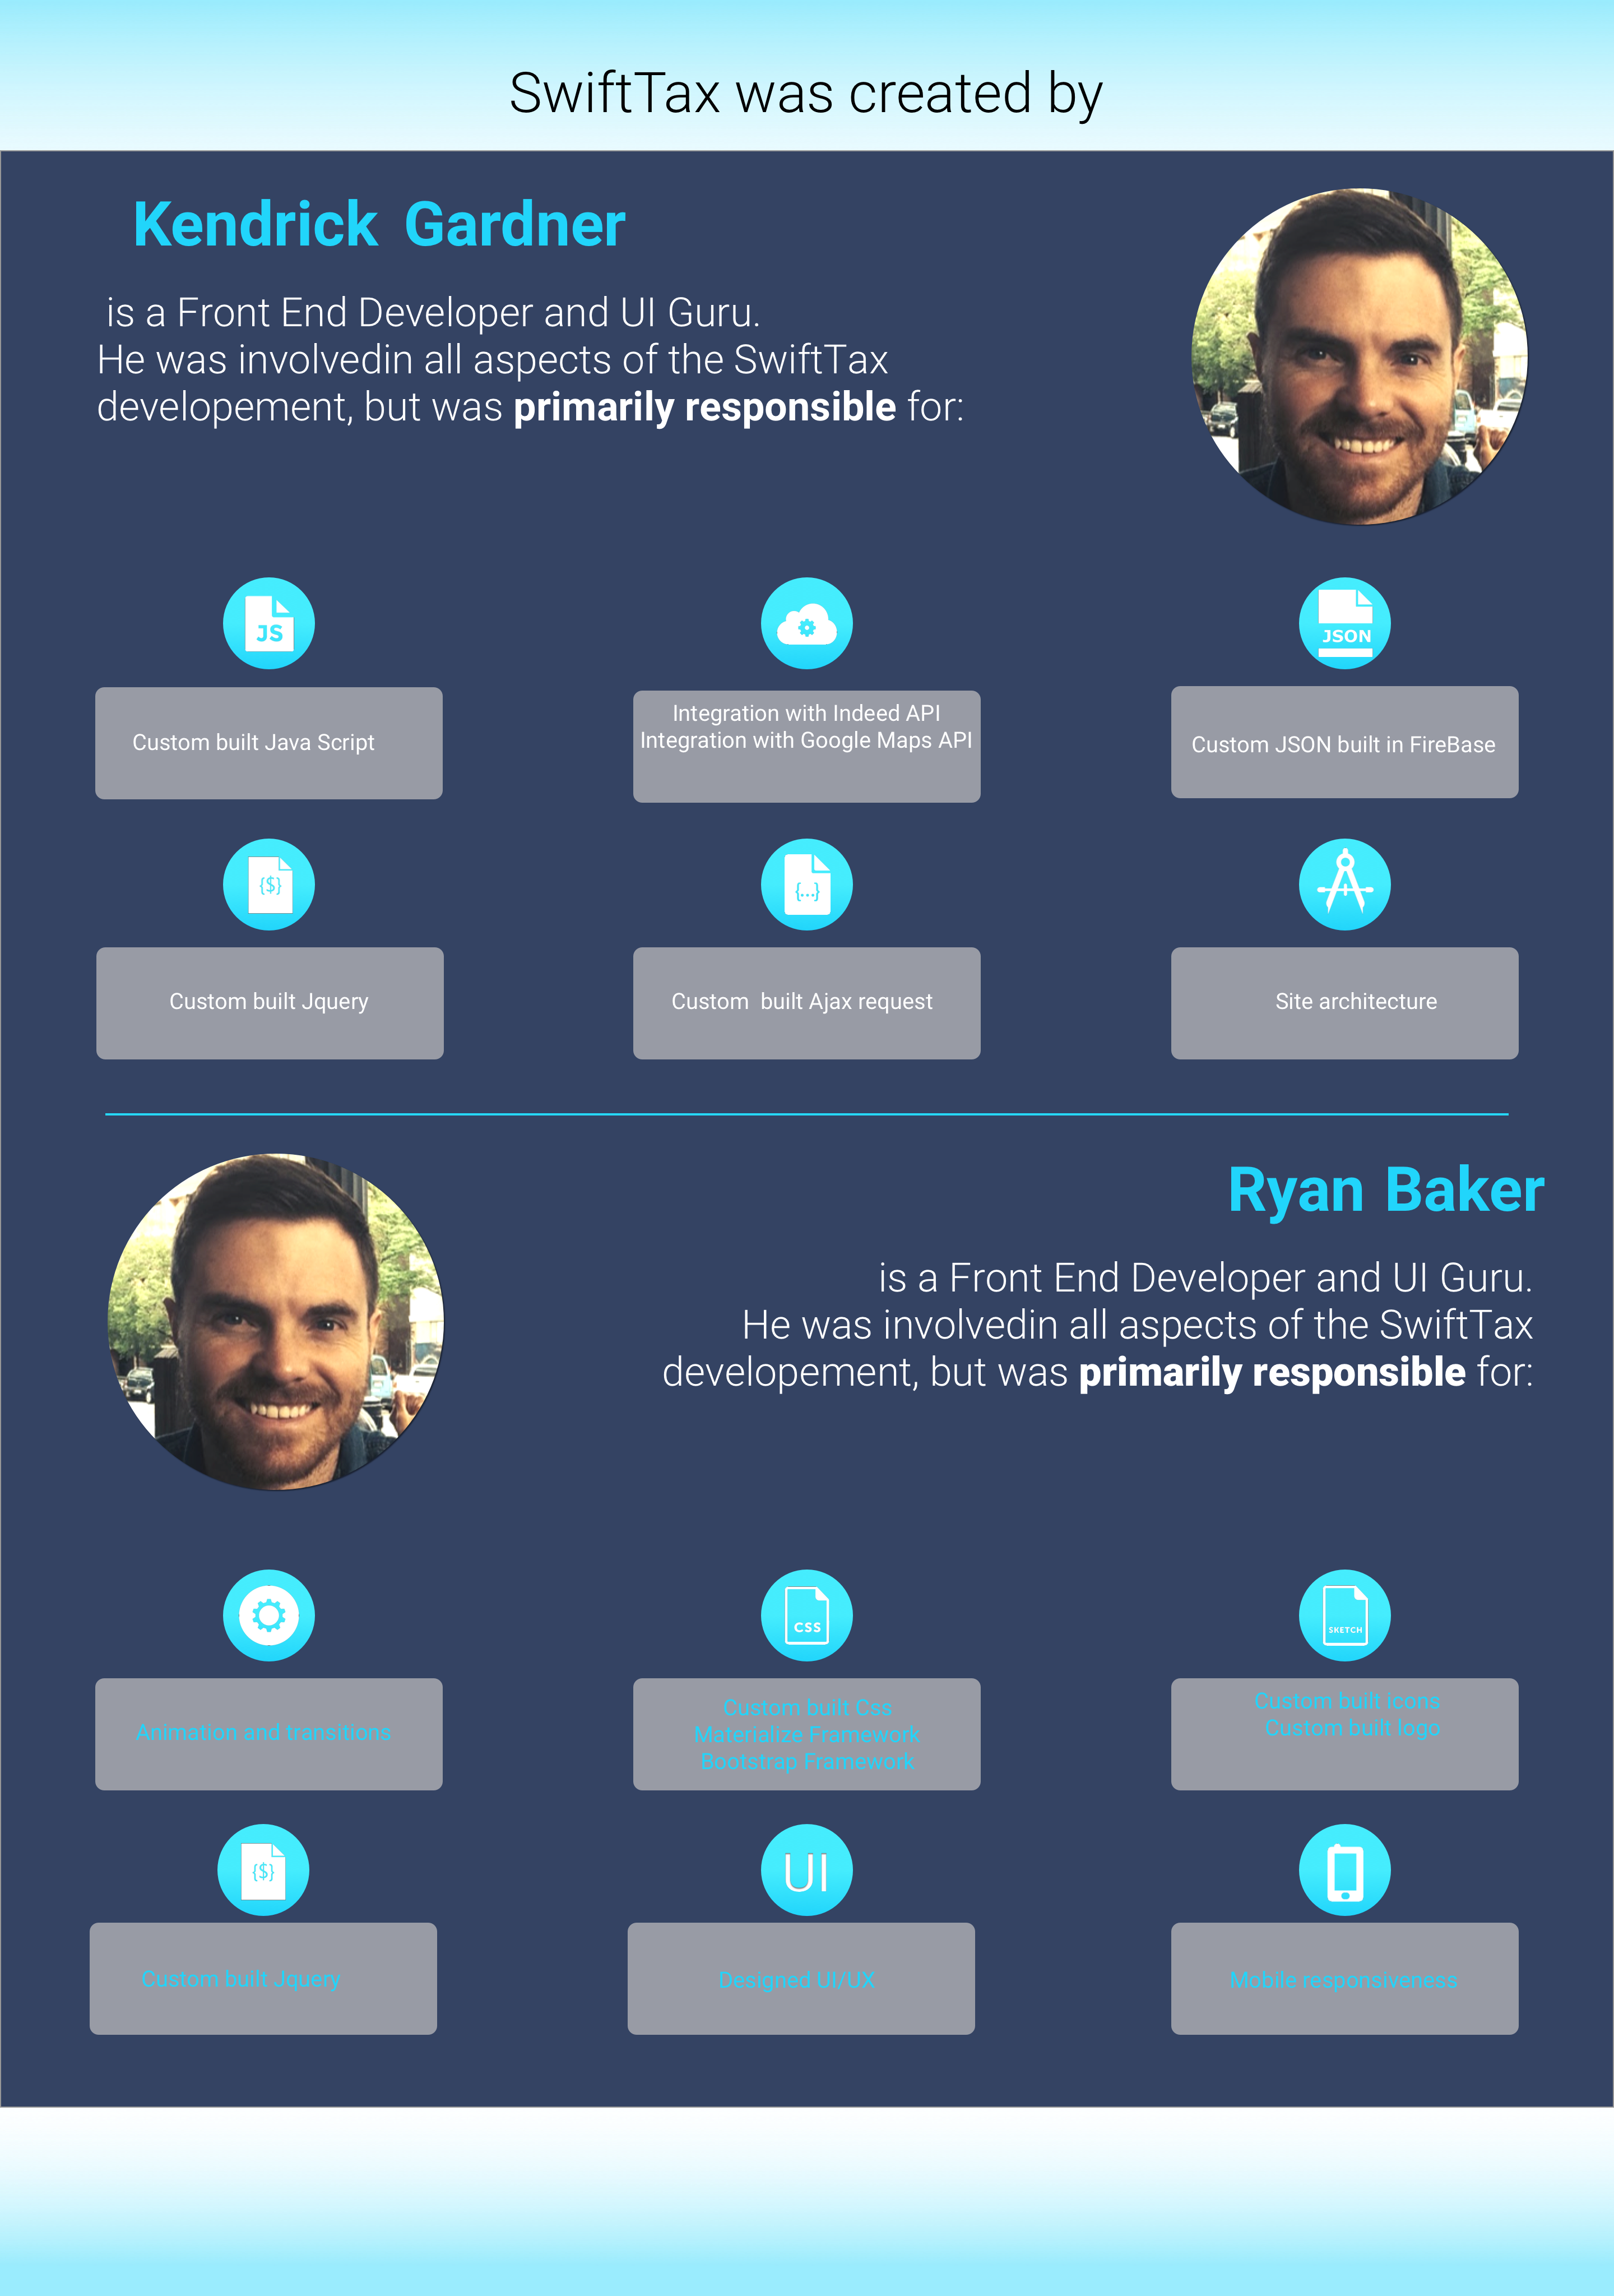 SwiftTax was created by
Kendrick Gardner
is a Front End Developer and UI Guru.
He was involvedin all aspects of the SwiftTax
developement, but was primarily responsible for:
JS
JSON
Custom built Java Script
Integration with Indeed API
Integration with Google Maps API
Custom JSON built in FireBase
{$}
{...}
Custom built Jquery
Custom built Ajax request
Site architecture
Ryan Baker
is a Front End Developer and UI Guru.
He was involvedin all aspects of the SwiftTax
developement, but was primarily responsible for:
CSS
SKETCH
Animation and transitions
Custom built Css
Materialize Framework
Bootstrap Framework
Custom built icons
Custom built logo
{$}
UI
Custom built Jquery
Designed UI/UX
Mobile responsiveness